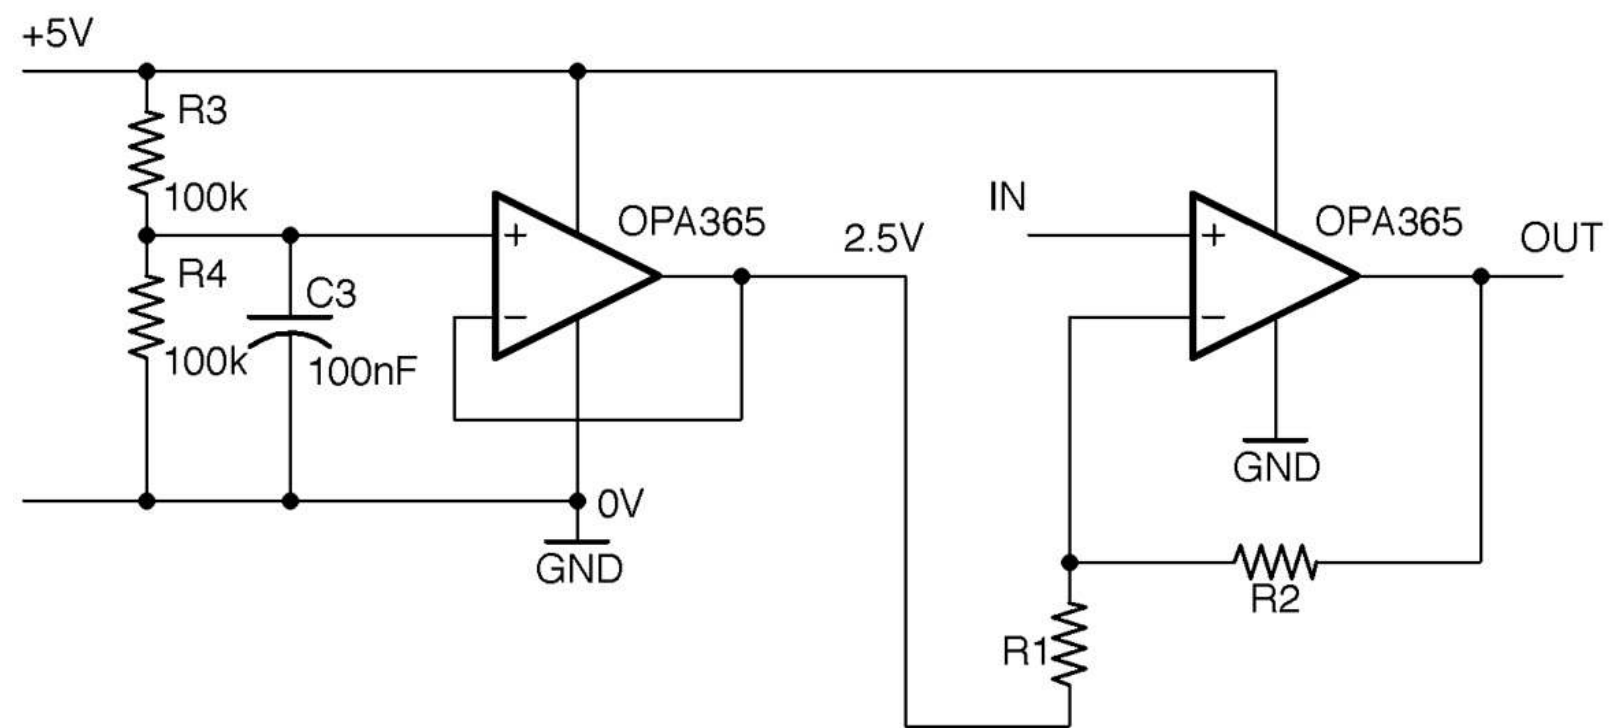 +5V
R3
100k
R4
100k
C3
100nF
+
−
OPA365
2.5V
0V
GND
IN
+
−
OPA365
OUT
GND
R2
R1